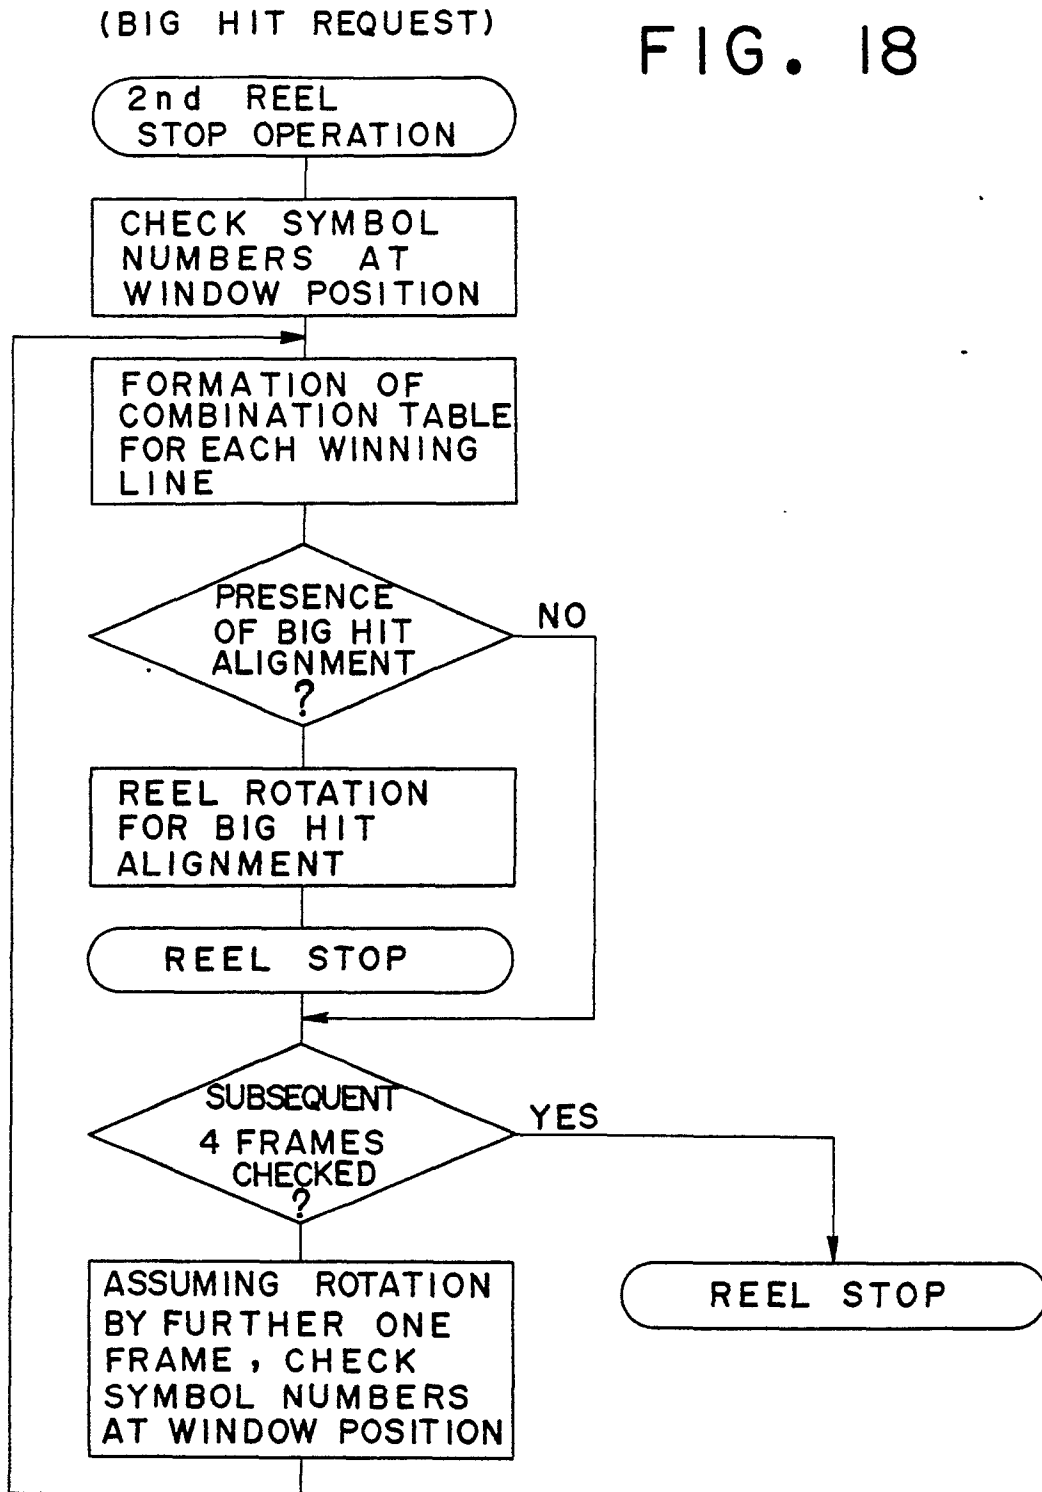 (BIG HIT REQUEST)
FIG. 18
2nd REEL
STOP OPERATION
CHECK SYMBOL
NUMBERS AT
WINDOW POSITION
FORMATION OF
COMBINATION TABLE
FOR EACH WINNING
LINE
PRESENCE
OF BIG HIT
ALIGNMENT
?
NO
REEL ROTATION
FOR BIG HIT
ALIGNMENT
REEL STOP
SUBSEQUENT
4 FRAMES
CHECKED
?
YES
ASSUMING ROTATION
BY FURTHER ONE
FRAME, CHECK
SYMBOL NUMBERS
AT WINDOW POSITION
REEL STOP